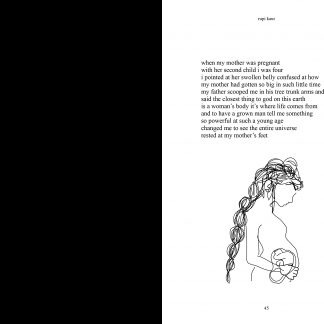 rupi kaur
when my mother was pregnant
with her second child i was four
i pointed at her swollen belly confused at how
my mother had gotten so big in such little time
my father scooped me in his tree trunk arms and
said the closest thing to god on this earth
is a woman's body it's where life comes from
and to have a grown man tell me something
so powerful at such a young age
changed me to see the entire universe
rested at my mother's feet
45